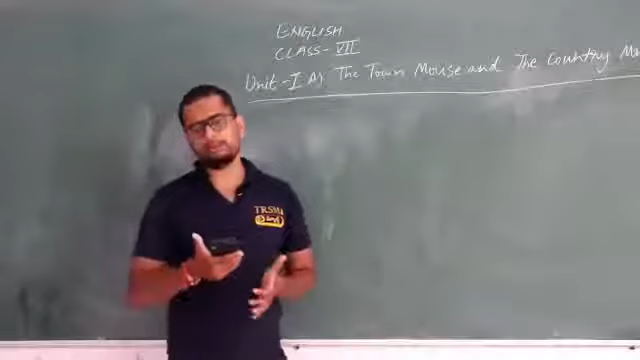 ENGLISH
CLASS - VII
Unit - I A) The Town Mouse and The Country
TRSMA